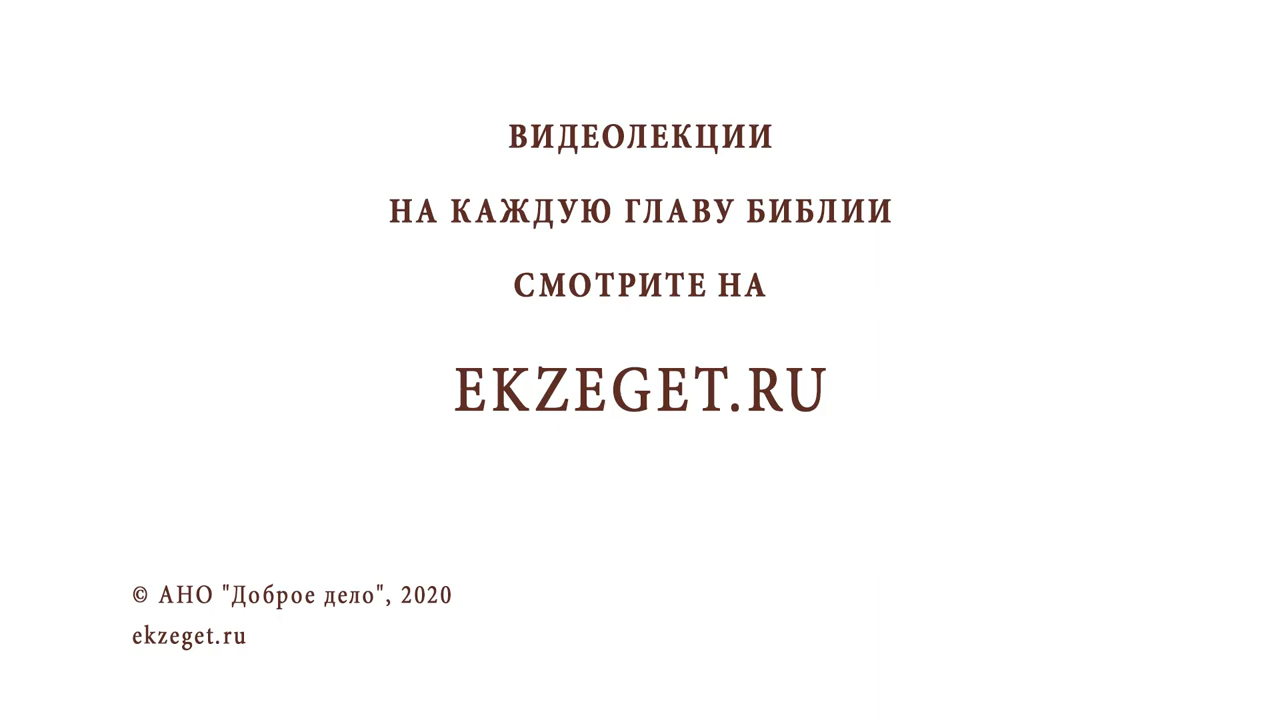 ВИДЕОЛЕКЦИИ
НА КАЖДУЮ ГЛАВУ БИБЛИИ
СМОТРИТЕ НА
EKZEGET.RU
© АНО "Доброе дело", 2020
ekzeget.ru